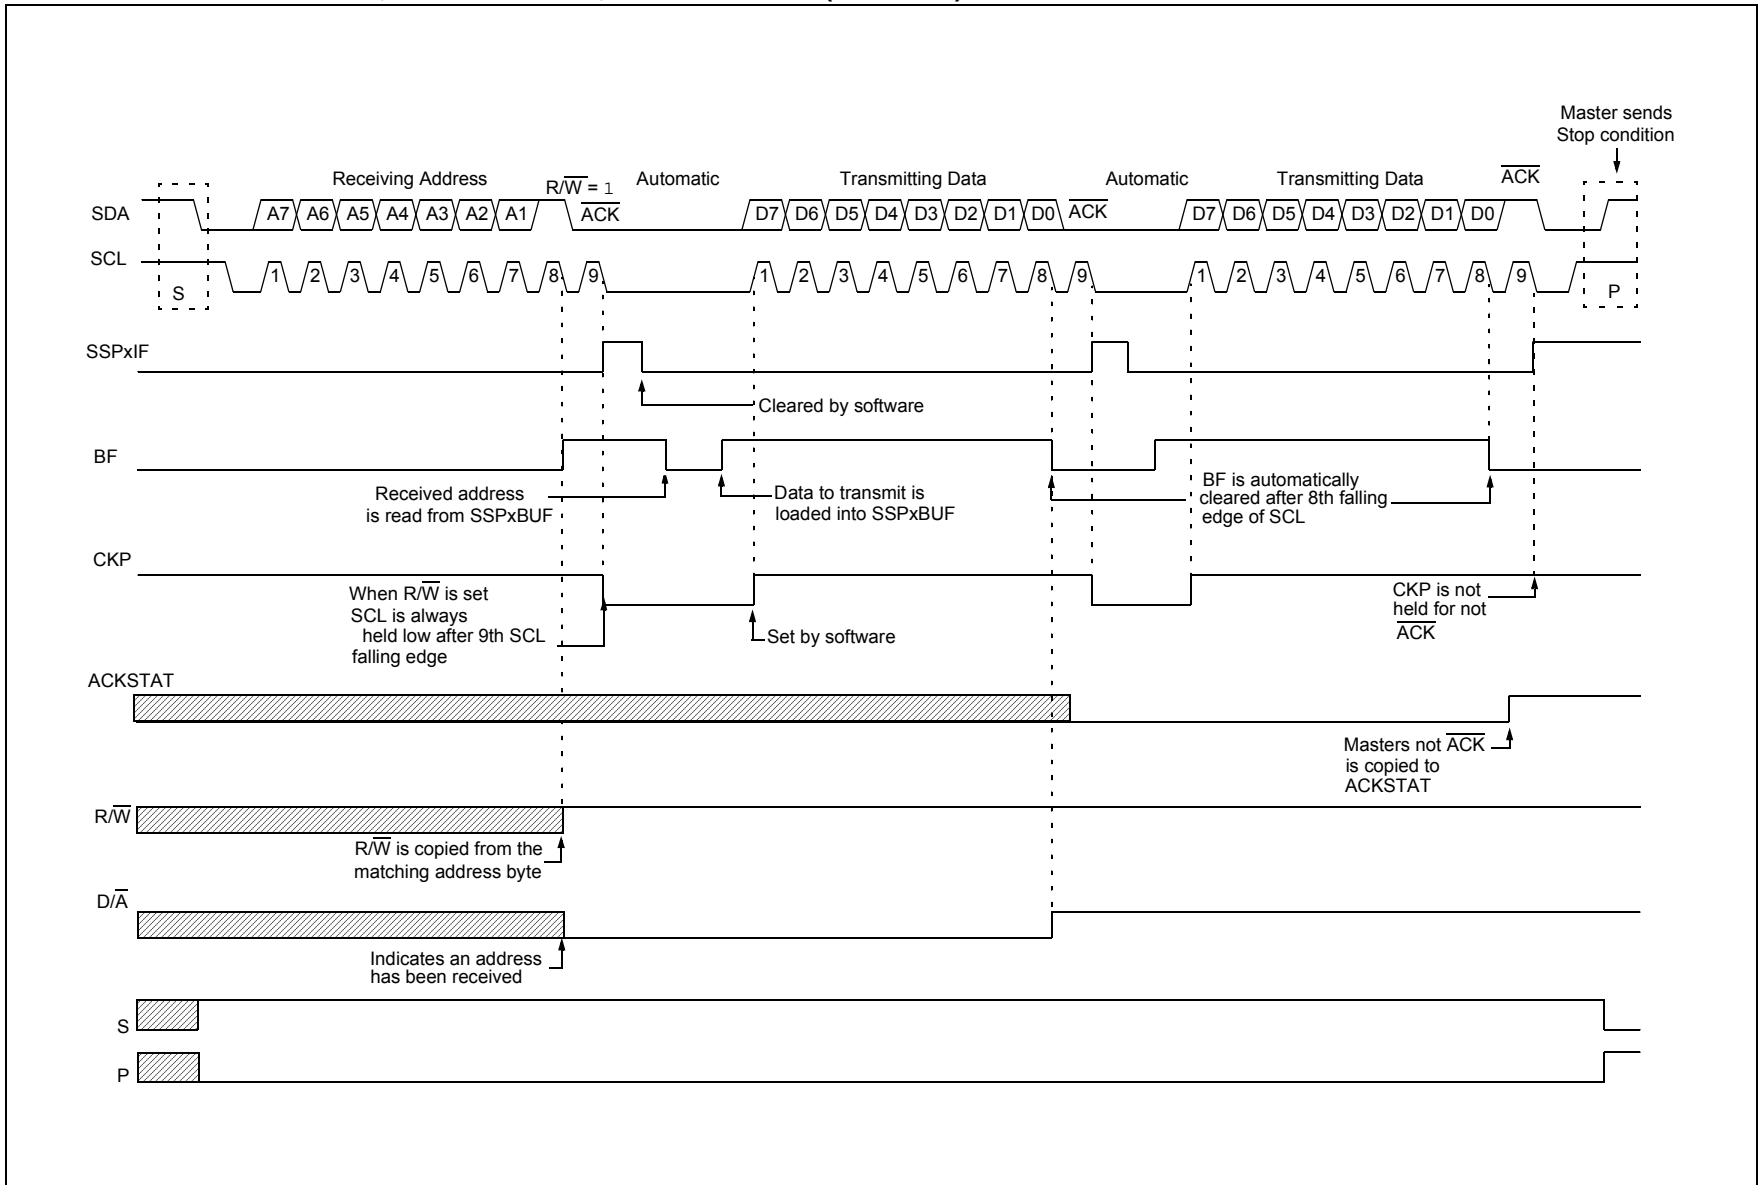 Master sends
Stop condition
Receiving Address
R/W̅ = 1
Automatic
Transmitting Data
Automatic
Transmitting Data
A̅C̅K̅
SDA
A7 A6 A5 A4 A3 A2 A1
A̅C̅K̅
D7 D6 D5 D4 D3 D2 D1 D0
A̅C̅K̅
D7 D6 D5 D4 D3 D2 D1 D0
SCL
S
1 2 3 4 5 6 7 8 9
1 2 3 4 5 6 7 8 9
1 2 3 4 5 6 7 8 9
P
SSPxIF
Cleared by software
BF
Received address
is read from SSPxBUF
Data to transmit is
loaded into SSPxBUF
BF is automatically
cleared after 8th falling
edge of SCL
CKP
When R/W̅ is set
SCL is always
held low after 9th SCL
falling edge
Set by software
CKP is not
held for not
A̅C̅K̅
ACKSTAT
Masters not A̅C̅K̅
is copied to
ACKSTAT
R/W̅
R/W̅ is copied from the
matching address byte
D/A̅
Indicates an address
has been received
S
P